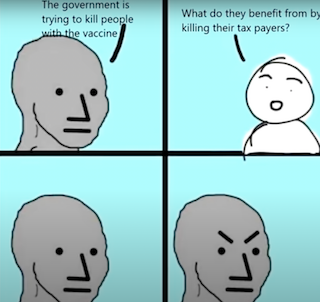 The government is
trying to kill people
with the vaccine
What do they benefit from by
killing their tax payers?